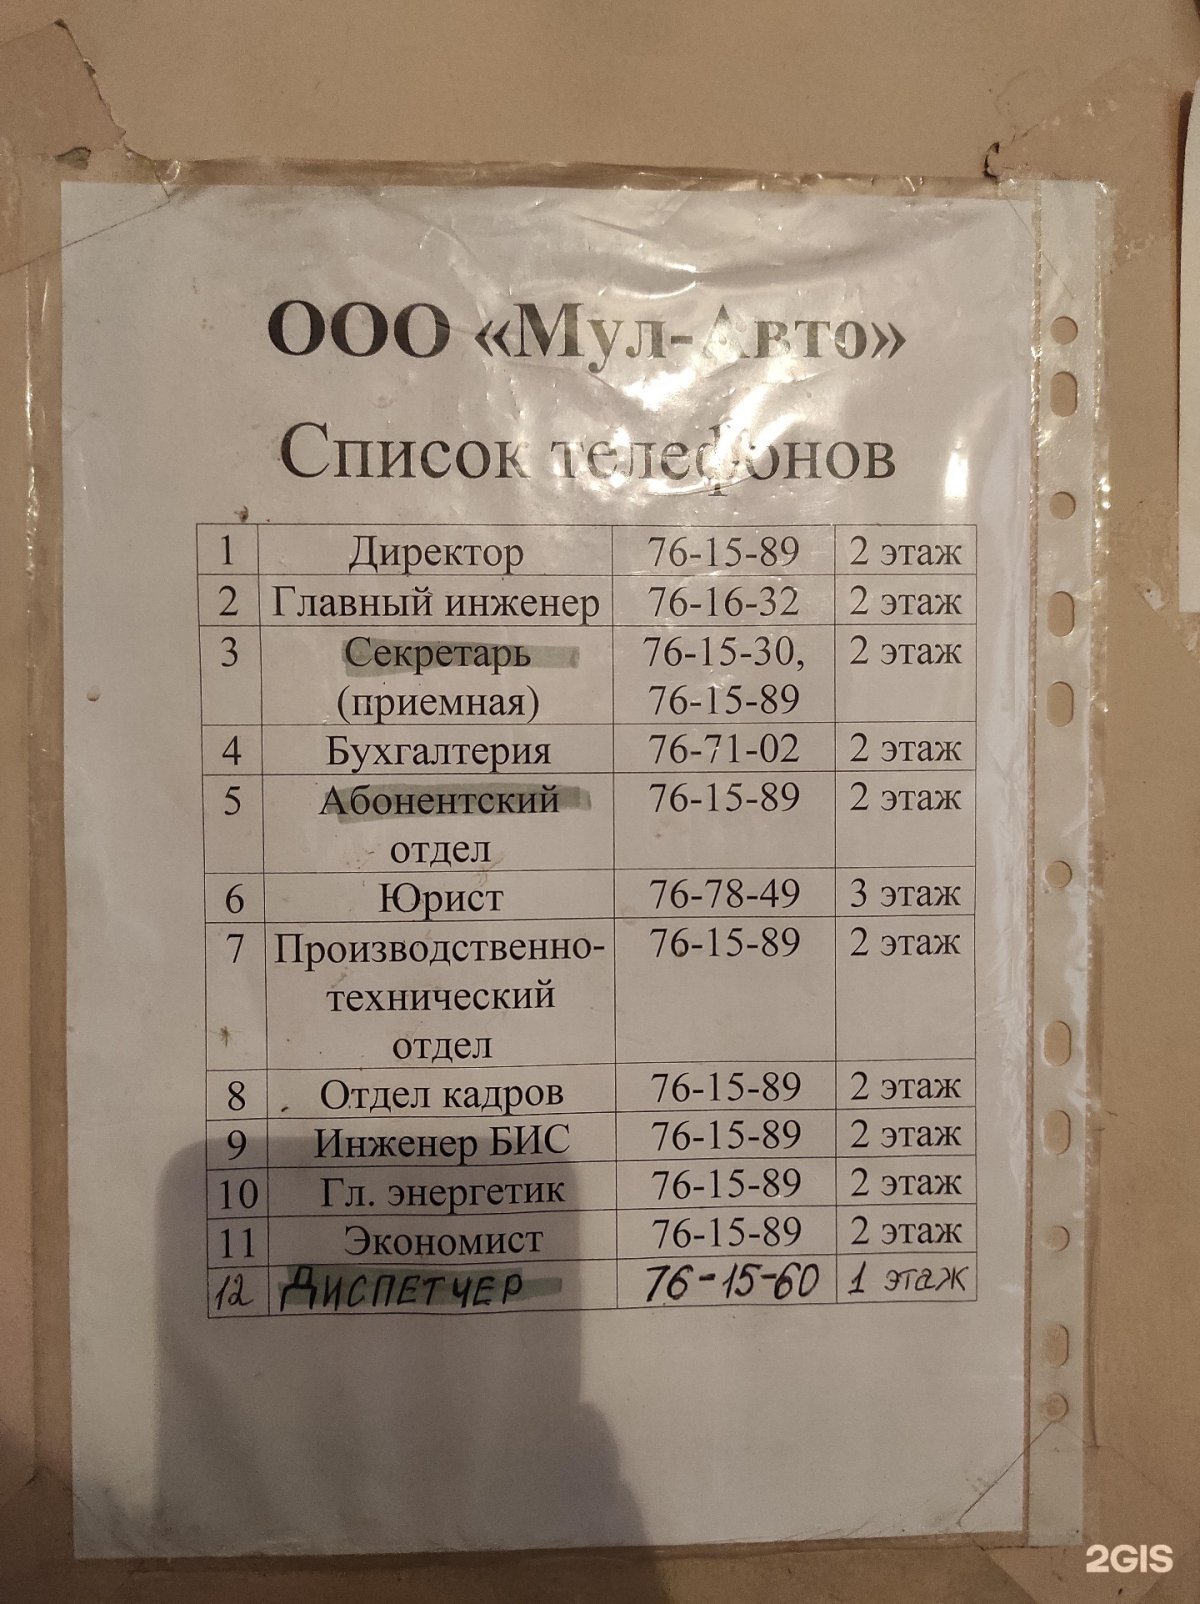 ООО «Мул-Авто»
Список телефонов
1 Директор 76-15-89 2 этаж
2 Главный инженер 76-16-32 2 этаж
3 Секретарь 76-15-30, 2 этаж
(приемная) 76-15-89
4 Бухгалтерия 76-71-02 2 этаж
5 Абонентский 76-15-89 2 этаж
отдел
6 Юрист 76-78-49 3 этаж
7 Производственно- 76-15-89 2 этаж
технический
отдел
8 Отдел кадров 76-15-89 2 этаж
9 Инженер БИС 76-15-89 2 этаж
10 Гл. энергетик 76-15-89 2 этаж
11 Экономист 76-15-89 2 этаж
12 Диспетчер 76-15-60 1 этаж
2GIS